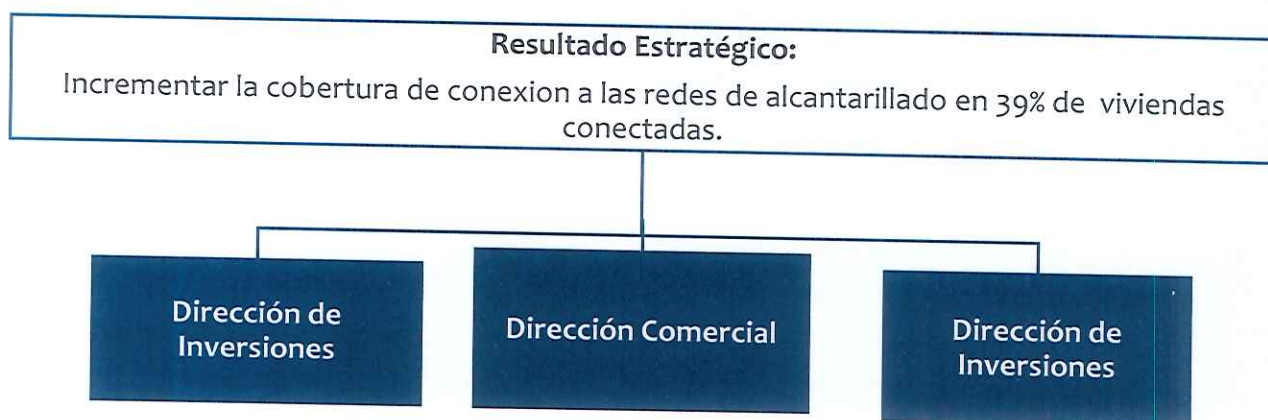 Resultado Estratégico:
Incrementar la cobertura de conexion a las redes de alcantarillado en 39% de viviendas
conectadas.
Dirección de
Inversiones
Dirección Comercial
Dirección de
Inversiones